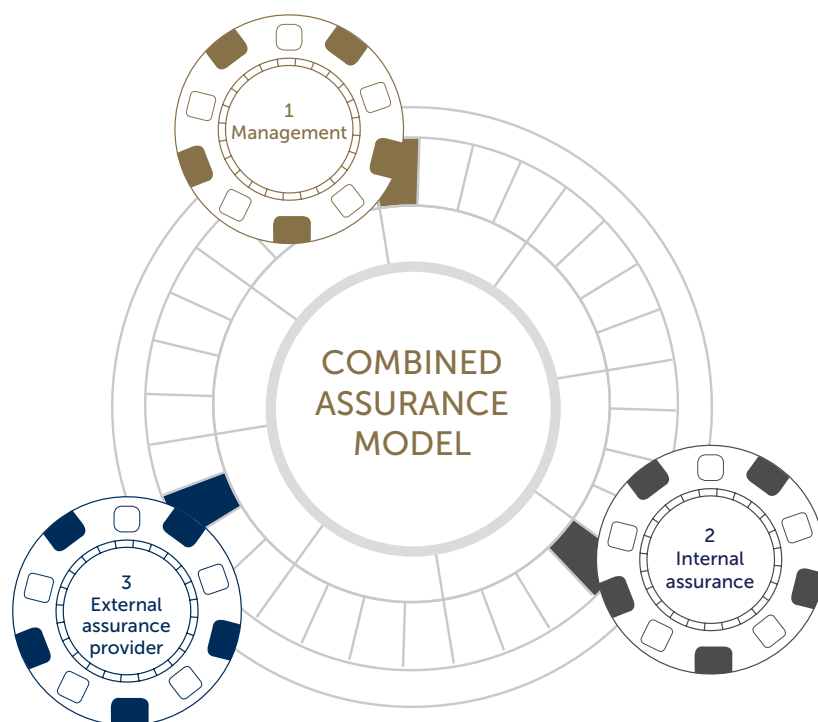 1
Management
COMBINED
ASSURANCE
MODEL
2
Internal
assurance
3
External
assurance
provider